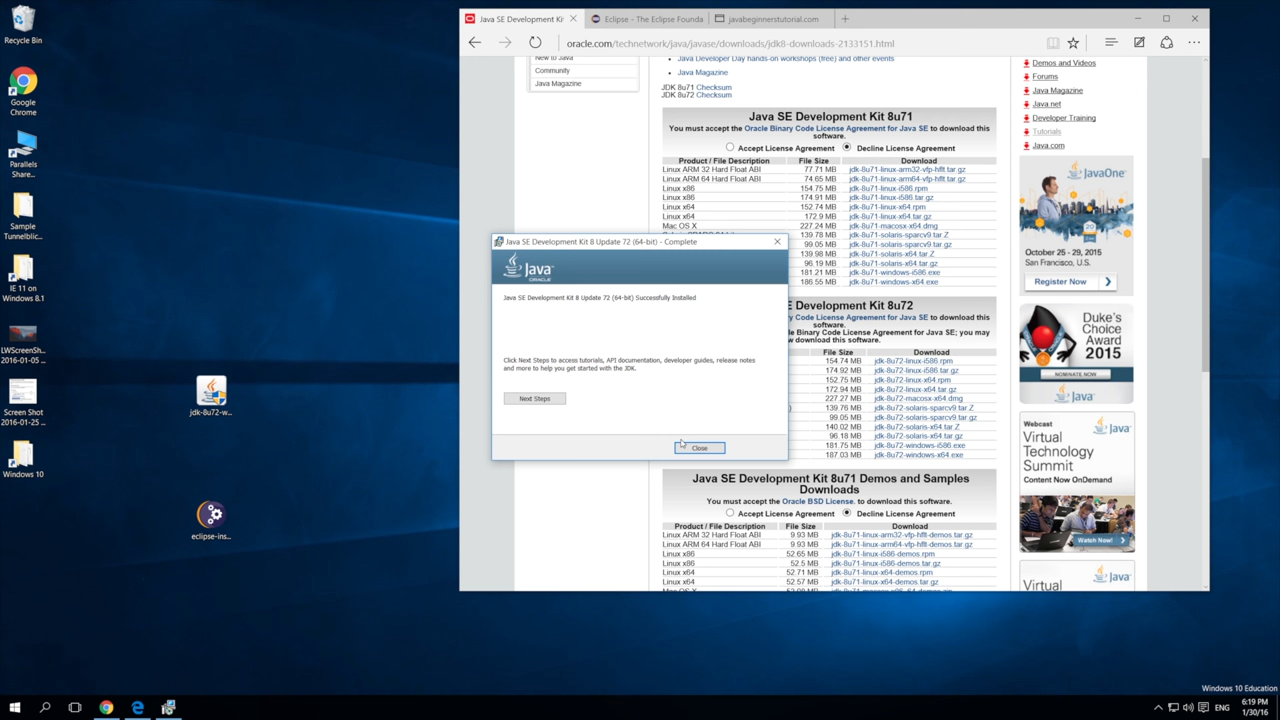 Recycle Bin
Google
Chrome
Parallels
Share...
Sample
Tunnelic...
IE 11 on
Windows 8.1
Screen Shot
2016-01-25 ...
Windows 10
jdk-8u72-w...
eclipse-ins...
Java SE Development Ki
Eclipse - The Eclipse Founda
javabeginnerstutorial.com
oracle.com/technetwork/java/javase/downloads/jdk8-downloads-2133151.html
New to Java
Community
Java Magazine
Java Developer Day hands-on workshops (free) and other events
Java Magazine
JDK 8u71 Checksum
JDK 8u72 Checksum
Java SE Development Kit 8u71
You must accept the Oracle Binary Code License Agreement for Java SE to download this
software.
Accept License Agreement Decline License Agreement
Product / File Description File Size Download
Linux ARM 32 Hard Float ABI 77.71 MB jdk-8u71-linux-arm32-vfp-hflt.tar.gz
Linux ARM 64 Hard Float ABI 74.65 MB jdk-8u71-linux-arm64-vfp-hflt.tar.gz
Linux x86 154.75 MB jdk-8u71-linux-i586.rpm
Linux x86 174.91 MB jdk-8u71-linux-i586.tar.gz
Linux x64 152.74 MB jdk-8u71-linux-x64.rpm
Linux x64 172.9 MB jdk-8u71-linux-x64.tar.gz
Mac OS X 227.24 MB jdk-8u71-macosx-x64.dmg
139.78 MB jdk-8u71-solaris-sparcv9.tar.Z
99.05 MB jdk-8u71-solaris-sparcv9.tar.gz
139.98 MB jdk-8u71-solaris-x64.tar.Z
96.19 MB jdk-8u71-solaris-x64.tar.gz
181.21 MB jdk-8u71-windows-i586.exe
186.55 MB jdk-8u71-windows-x64.exe
Java SE Development Kit 8 Update 72 (64-bit) - Complete
Java
ORACLE
Java SE Development Kit 8 Update 72 (64-bit) Successfully Installed
Click Next Steps to access tutorials, API documentation, developer guides, release notes
and more to help you get started with the JDK.
Next Steps
Close
E Development Kit 8u72
y Code License Agreement for Java SE to download this
software.
le Binary Code License Agreement for Java SE; you may
w download this software.
File Size Download
154.74 MB jdk-8u72-linux-i586.rpm
174.92 MB jdk-8u72-linux-i586.tar.gz
152.75 MB jdk-8u72-linux-x64.rpm
172.94 MB jdk-8u72-linux-x64.tar.gz
227.27 MB jdk-8u72-macosx-x64.dmg
) 139.76 MB jdk-8u72-solaris-sparcv9.tar.Z
99.05 MB jdk-8u72-solaris-sparcv9.tar.gz
140.02 MB jdk-8u72-solaris-x64.tar.Z
96.18 MB jdk-8u72-solaris-x64.tar.gz
181.75 MB jdk-8u72-windows-i586.exe
187.03 MB jdk-8u72-windows-x64.exe
Java SE Development Kit 8u71 Demos and Samples
Downloads
You must accept the Oracle BSD License. to download this software.
Accept License Agreement Decline License Agreement
Product / File Description File Size Download
Linux ARM 32 Hard Float ABI 9.93 MB jdk-8u71-linux-arm32-vfp-hflt-demos.tar.gz
Linux ARM 64 Hard Float ABI 9.93 MB jdk-8u71-linux-arm64-vfp-hflt-demos.tar.gz
Linux x86 52.65 MB jdk-8u71-linux-i586-demos.rpm
Linux x86 52.5 MB jdk-8u71-linux-i586-demos.tar.gz
Linux x64 52.71 MB jdk-8u71-linux-x64-demos.rpm
Linux x64 52.57 MB jdk-8u71-linux-x64-demos.tar.gz
Demos and Videos
Forums
Java Magazine
Java net
Developer Training
Tutorials
Java.com
Java
JavaOne
October 25 - 29, 2015
San Francisco, U.S.
Register Now
Duke's
Choice
Award
2015
NOMINATE NOW
Java
Webcast
Java
Virtual
Technology
Summit
Content Now OnDemand
Watch Now!
Java
Virtual
Windows 10 Education
ENG
6:19 PM
1/30/16